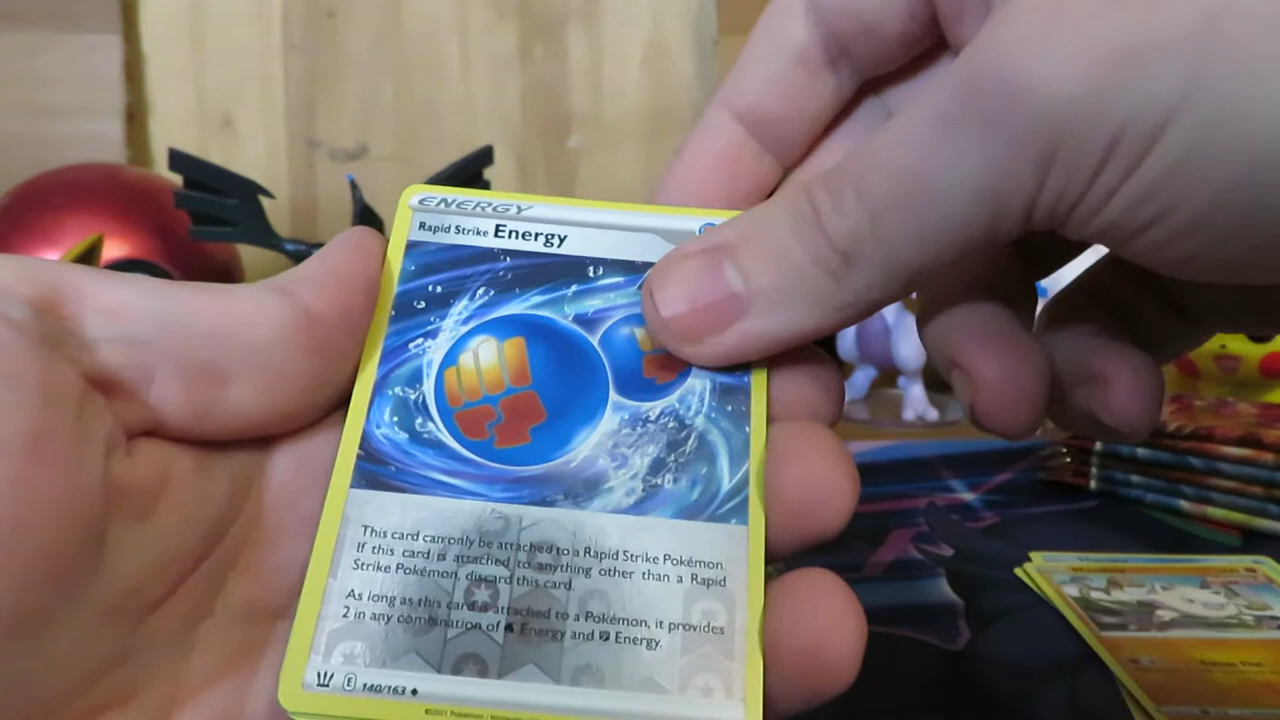 ENERGY
Rapid Strike Energy
This card can only be attached to a Rapid Strike Pokémon.
If this card is attached to anything other than a Rapid
Strike Pokémon, discard this card.
As long as this card is attached to a Pokémon, it provides
2 in any combination of Energy and Energy.
E 140/163
©2021 Pokémon